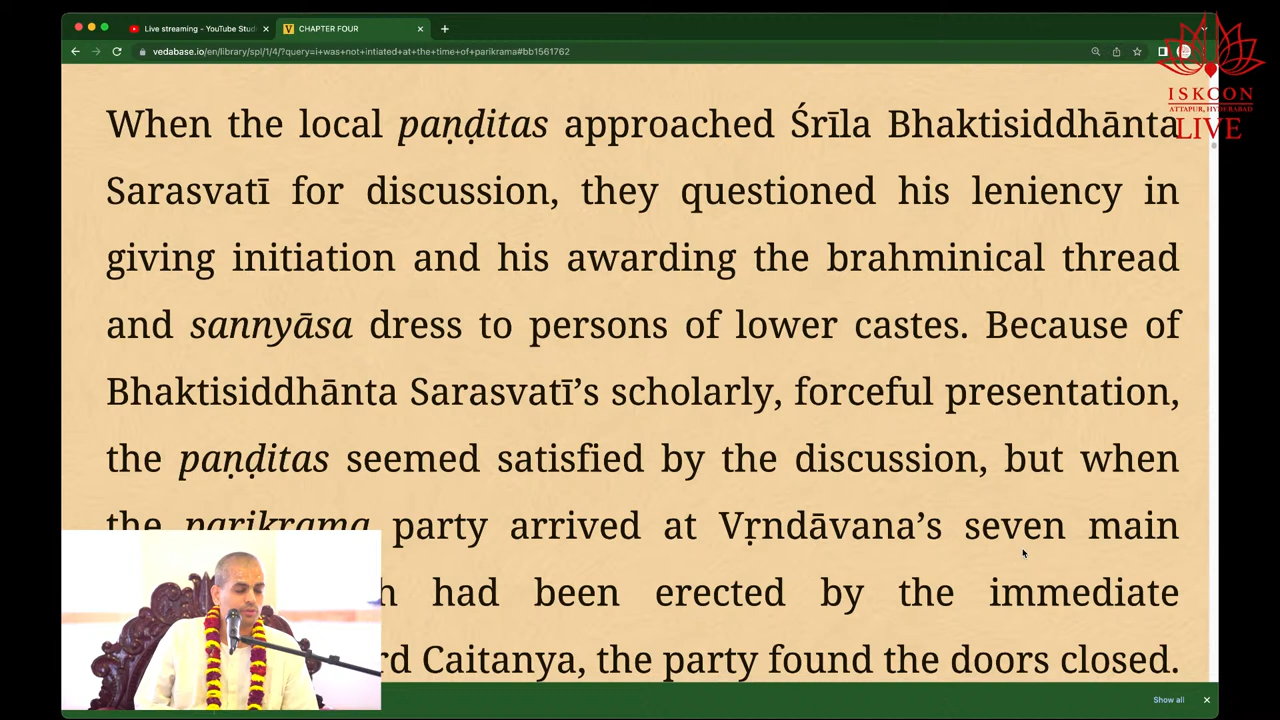 Live streaming - YouTube Stud
CHAPTER FOUR
vedabase.io/en/library/spl/1/4/?query=i+was+not+intiated+at+the+time+of+parikrama#bb1561762
ISKCON
ATTAPUR, HYDERABAD
LIVE
When the local paṇḍitas approached Śrīla Bhaktisiddhānta
Sarasvatī for discussion, they questioned his leniency in
giving initiation and his awarding the brahminical thread
and sannyāsa dress to persons of lower castes. Because of
Bhaktisiddhānta Sarasvatī’s scholarly, forceful presentation,
the paṇḍitas seemed satisfied by the discussion, but when
the parikrama party arrived at Vṛndāvana’s seven main
had been erected by the immediate
Caitanya, the party found the doors closed.
Show all